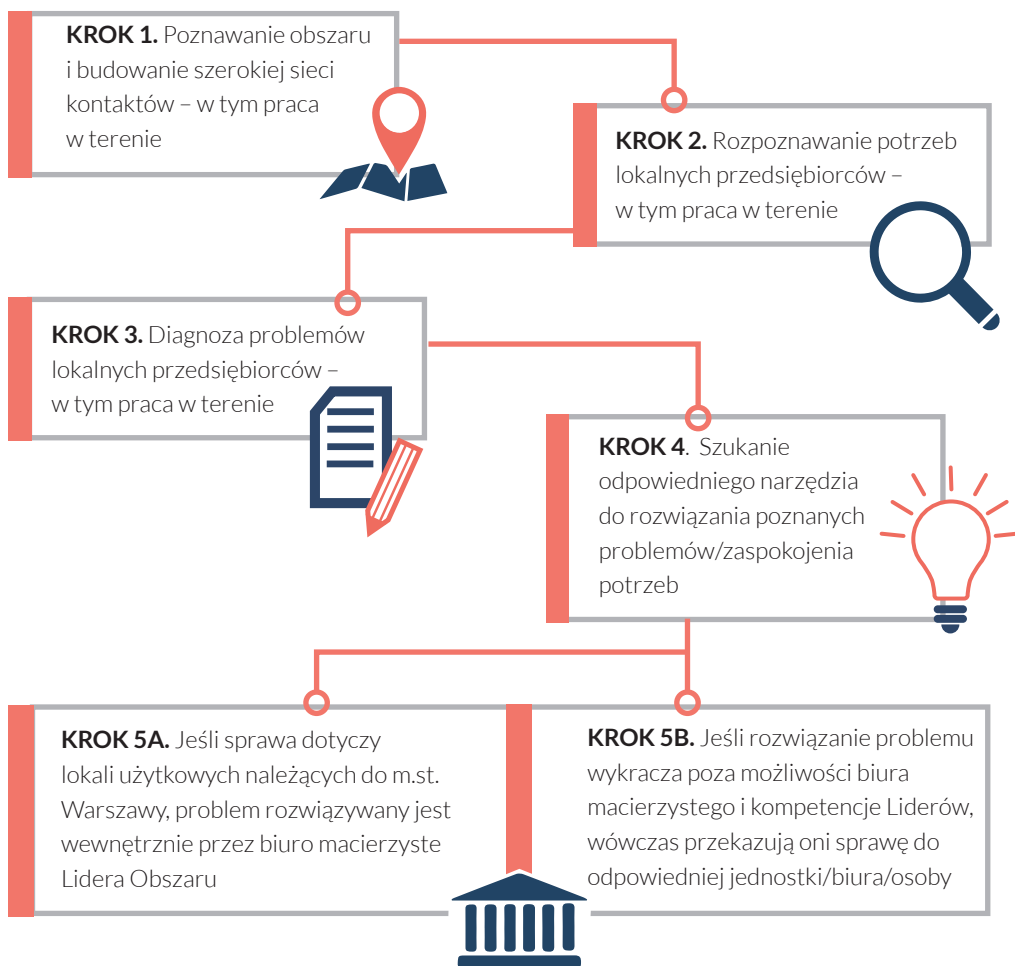 KROK 1. Poznawanie obszaru
i budowanie szerokiej sieci
kontaktów – w tym praca
w terenie
KROK 2. Rozpoznawanie potrzeb
lokalnych przedsiębiorców –
w tym praca w terenie
KROK 3. Diagnoza problemów
lokalnych przedsiębiorców –
w tym praca w terenie
KROK 4. Szukanie
odpowiedniego narzędzia
do rozwiązania poznanych
problemów/zaspokojenia
potrzeb
KROK 5A. Jeśli sprawa dotyczy
lokali użytkowych należących do m.st.
Warszawy, problem rozwiązywany jest
wewnętrznie przez biuro macierzyste
Lidera Obszaru
KROK 5B. Jeśli rozwiązanie problemu
wykracza poza możliwości biura
macierzystego i kompetencje Liderów,
wówczas przekazują oni sprawę do
odpowiedniej jednostki/biura/osoby